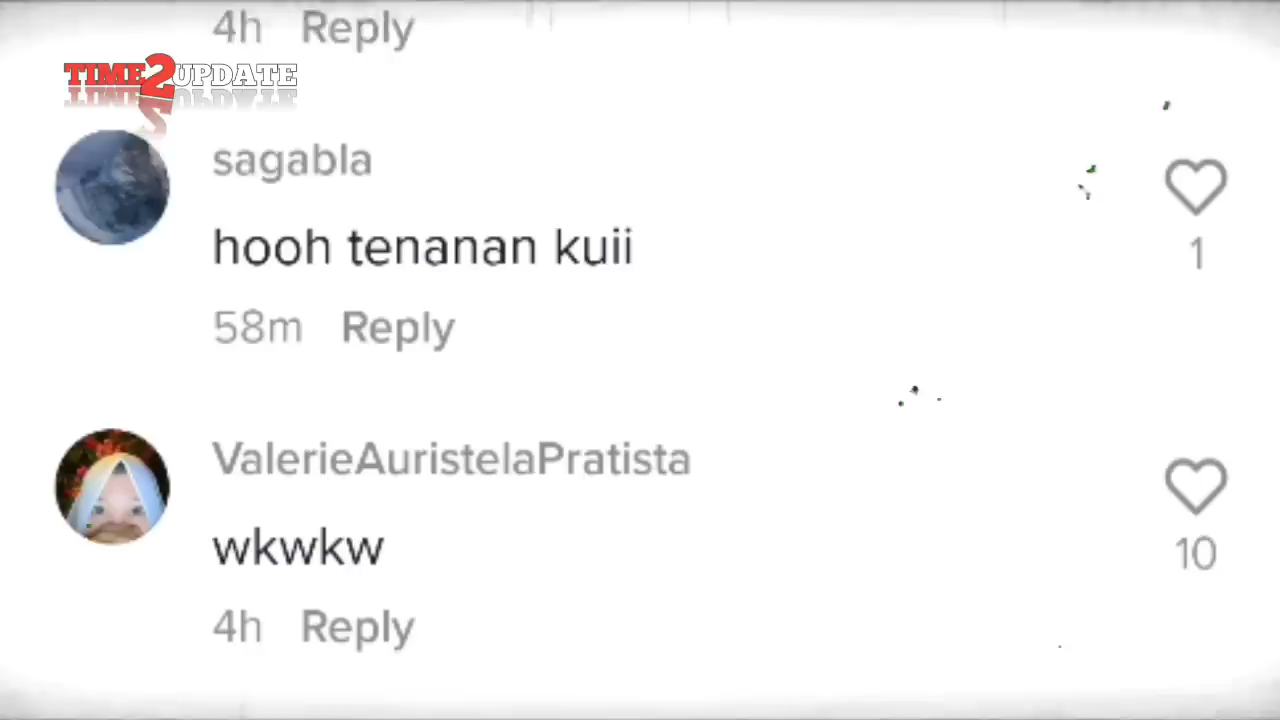 4h Reply
TIME2UPDATE
sagabla
hooh tenanan kuii
1
58m Reply
ValerieAuristelaPratista
wkwkw
10
4h Reply